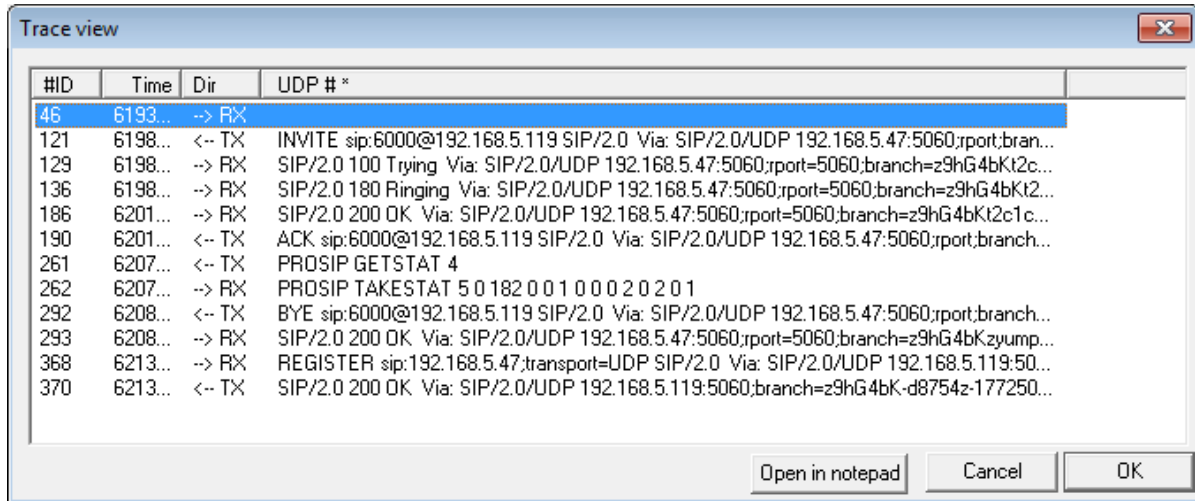 Trace view
#ID Time Dir UDP # *
46 6193... --> RX
121 6198... <-- TX INVITE sip:6000@192.168.5.119 SIP/2.0 Via: SIP/2.0/UDP 192.168.5.47:5060;rport;bran...
129 6198... --> RX SIP/2.0 100 Trying Via: SIP/2.0/UDP 192.168.5.47:5060;rport=5060;branch=z9hG4bKt2c...
136 6198... --> RX SIP/2.0 180 Ringing Via: SIP/2.0/UDP 192.168.5.47:5060;rport=5060;branch=z9hG4bKt2...
186 6201... --> RX SIP/2.0 200 OK Via: SIP/2.0/UDP 192.168.5.47:5060;rport=5060;branch=z9hG4bKt2c1c...
190 6201... <-- TX ACK sip:6000@192.168.5.119 SIP/2.0 Via: SIP/2.0/UDP 192.168.5.47:5060;rport;branch...
261 6207... <-- TX PROSIP GETSTAT 4
262 6207... --> RX PROSIP TAKESTAT 5 0 182 0 0 1 0 0 0 2 0 2 0 1
292 6208... <-- TX BYE sip:6000@192.168.5.119 SIP/2.0 Via: SIP/2.0/UDP 192.168.5.47:5060;rport;branch...
293 6208... --> RX SIP/2.0 200 OK Via: SIP/2.0/UDP 192.168.5.47:5060;rport=5060;branch=z9hG4bKzyump...
368 6213... --> RX REGISTER sip:192.168.5.47;transport=UDP SIP/2.0 Via: SIP/2.0/UDP 192.168.5.119:50...
370 6213... <-- TX SIP/2.0 200 OK Via: SIP/2.0/UDP 192.168.5.119:5060;branch=z9hG4bK-d8754z-177250...
Open in notepad Cancel OK